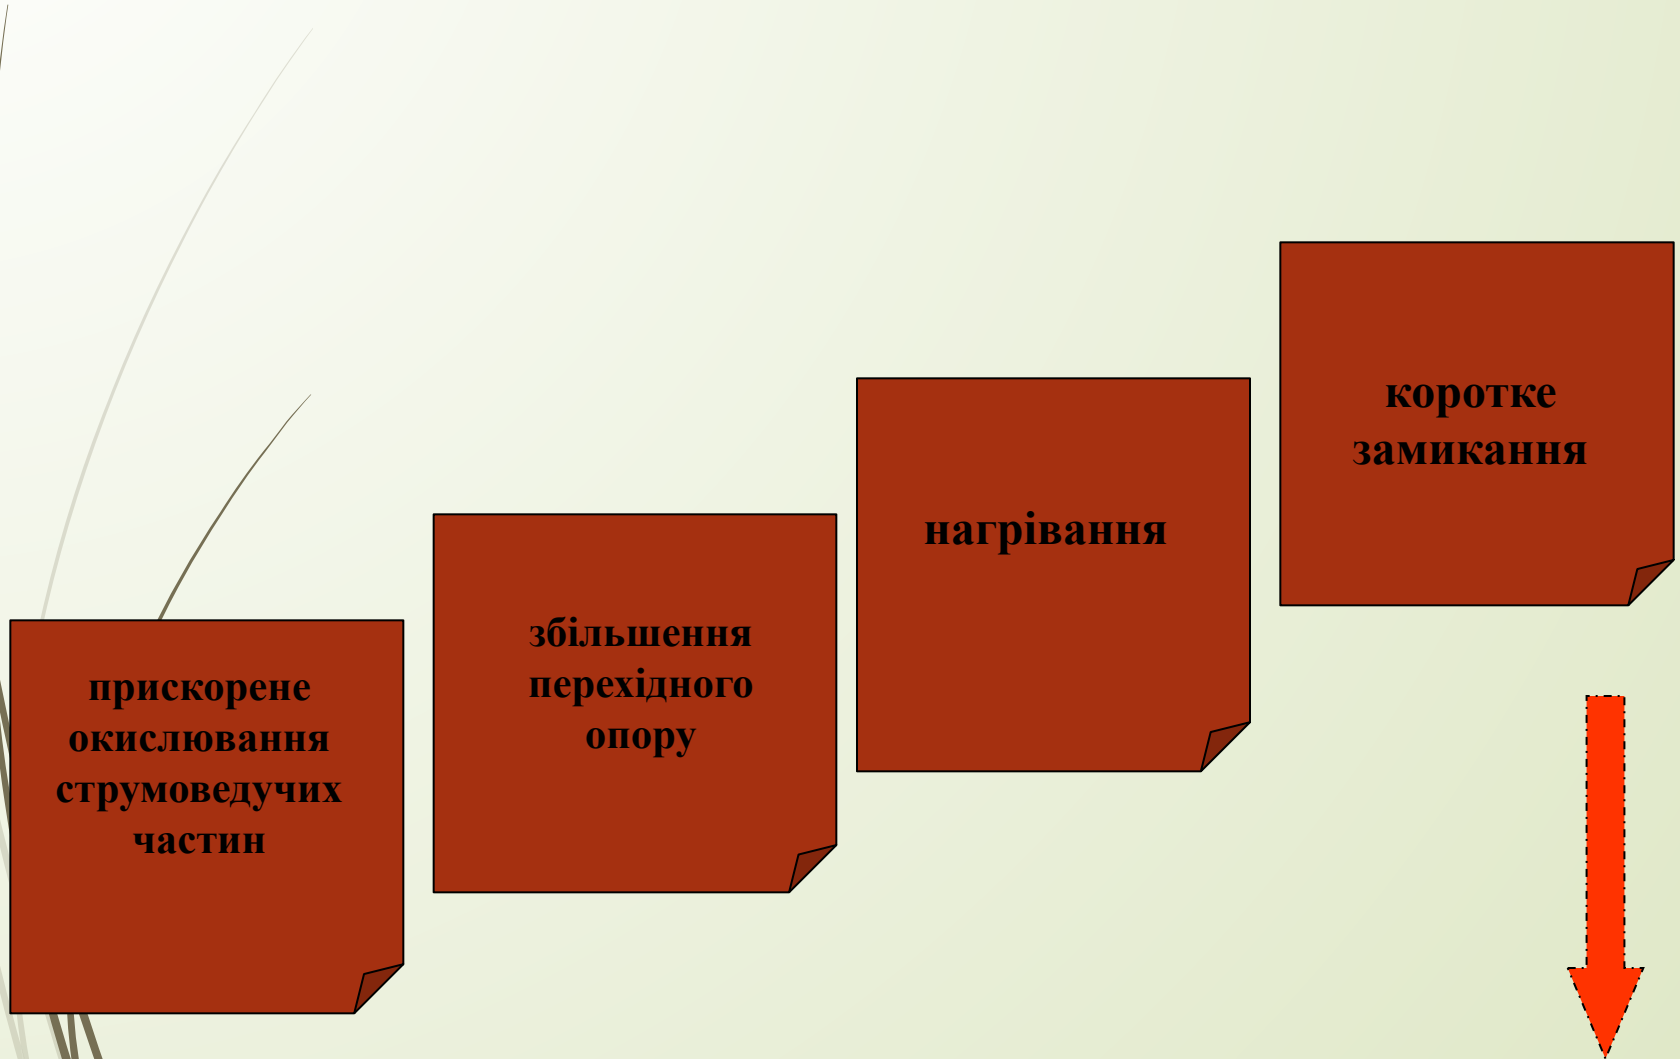 прискорене
окислювання
струмоведучих
частин
збільшення
перехідного
опору
нагрівання
коротке
замикання